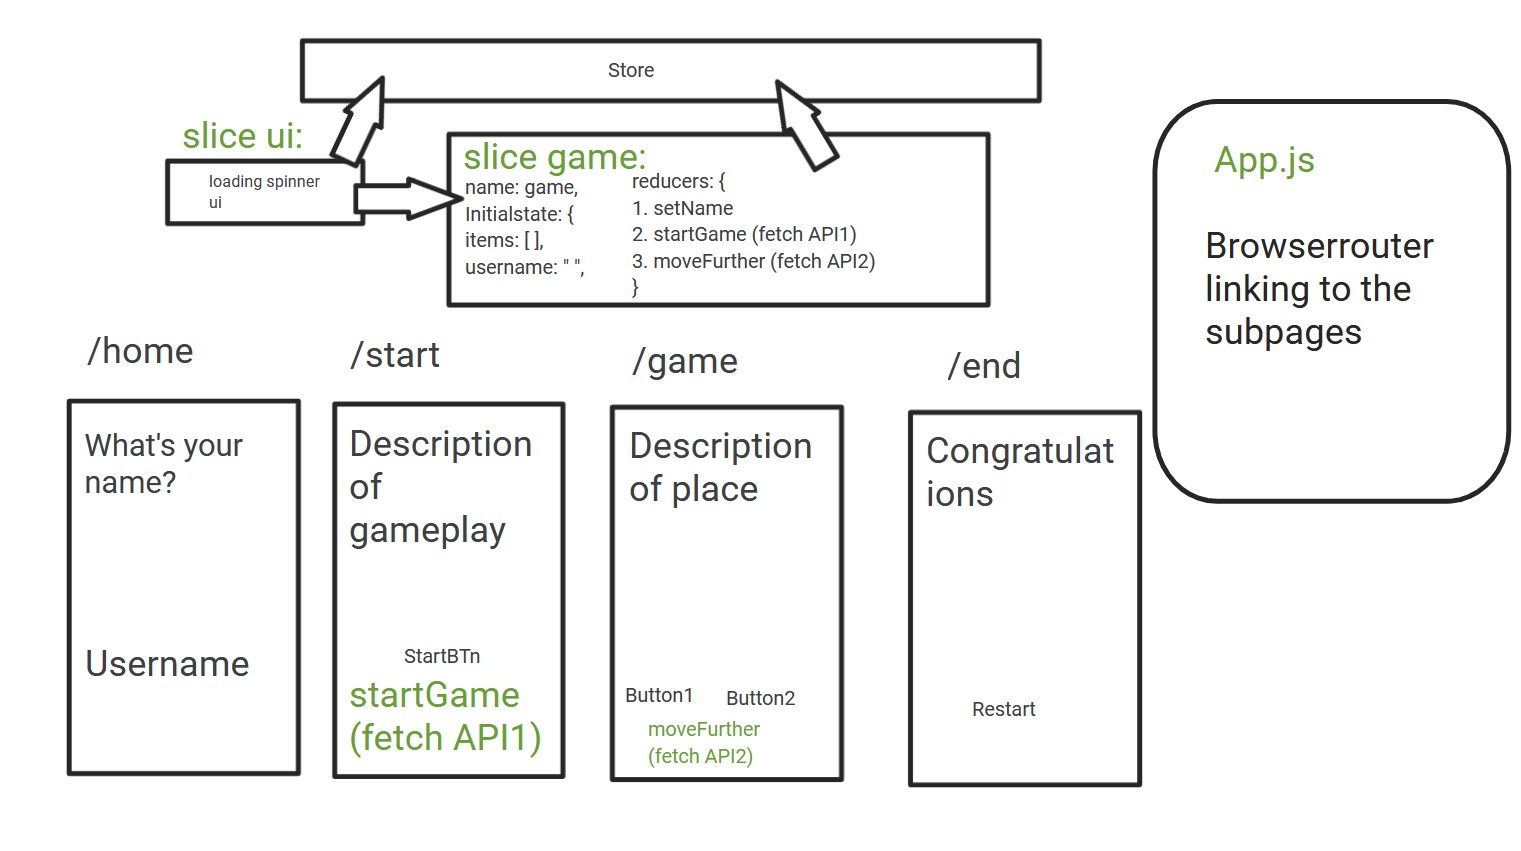 Store
slice ui:
loading spinner
ui
slice game:
name: game,
Initialstate: {
items: [ ],
username: " ",
reducers: {
1. setName
2. startGame (fetch API1)
3. moveFurther (fetch API2)
}
App.js
Browserrouter
linking to the
subpages
/home
What's your
name?
Username
/start
Description
of
gameplay
StartBTn
startGame
(fetch API1)
/game
Description
of place
Button1
Button2
moveFurther
(fetch API2)
/end
Congratulat
ions
Restart